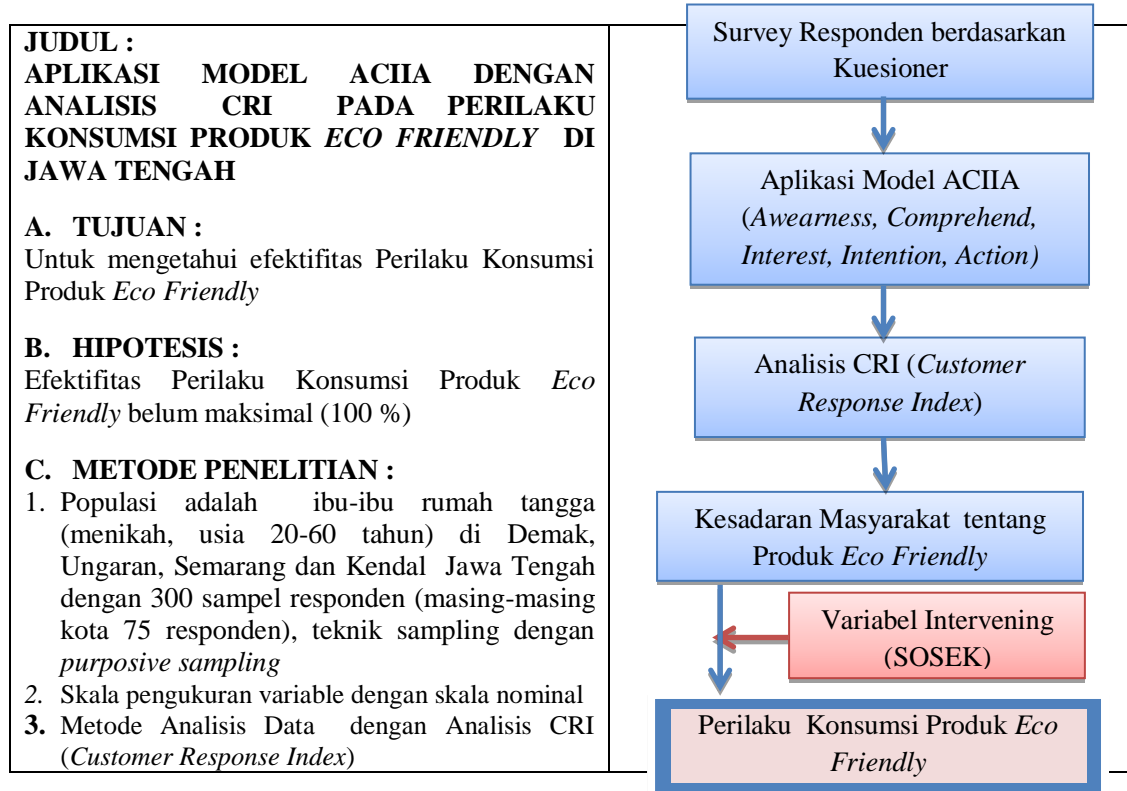 JUDUL :
APLIKASI MODEL ACIIA DENGAN
ANALISIS CRI PADA PERILAKU
KONSUMSI PRODUK ECO FRIENDLY DI
JAWA TENGAH
A. TUJUAN :
Untuk mengetahui efektifitas Perilaku Konsumsi
Produk Eco Friendly
B. HIPOTESIS :
Efektifitas Perilaku Konsumsi Produk Eco
Friendly belum maksimal (100 %)
C. METODE PENELITIAN :
1. Populasi adalah ibu-ibu rumah tangga
(menikah, usia 20-60 tahun) di Demak,
Ungaran, Semarang dan Kendal Jawa Tengah
dengan 300 sampel responden (masing-masing
kota 75 responden), teknik sampling dengan
purposive sampling
2. Skala pengukuran variable dengan skala nominal
3. Metode Analisis Data dengan Analisis CRI
(Customer Response Index)
Survey Responden berdasarkan
Kuesioner
Aplikasi Model ACIIA
(Awearness, Comprehend,
Interest, Intention, Action)
Analisis CRI (Customer
Response Index)
Kesadaran Masyarakat tentang
Produk Eco Friendly
Variabel Intervening
(SOSEK)
Perilaku Konsumsi Produk Eco
Friendly